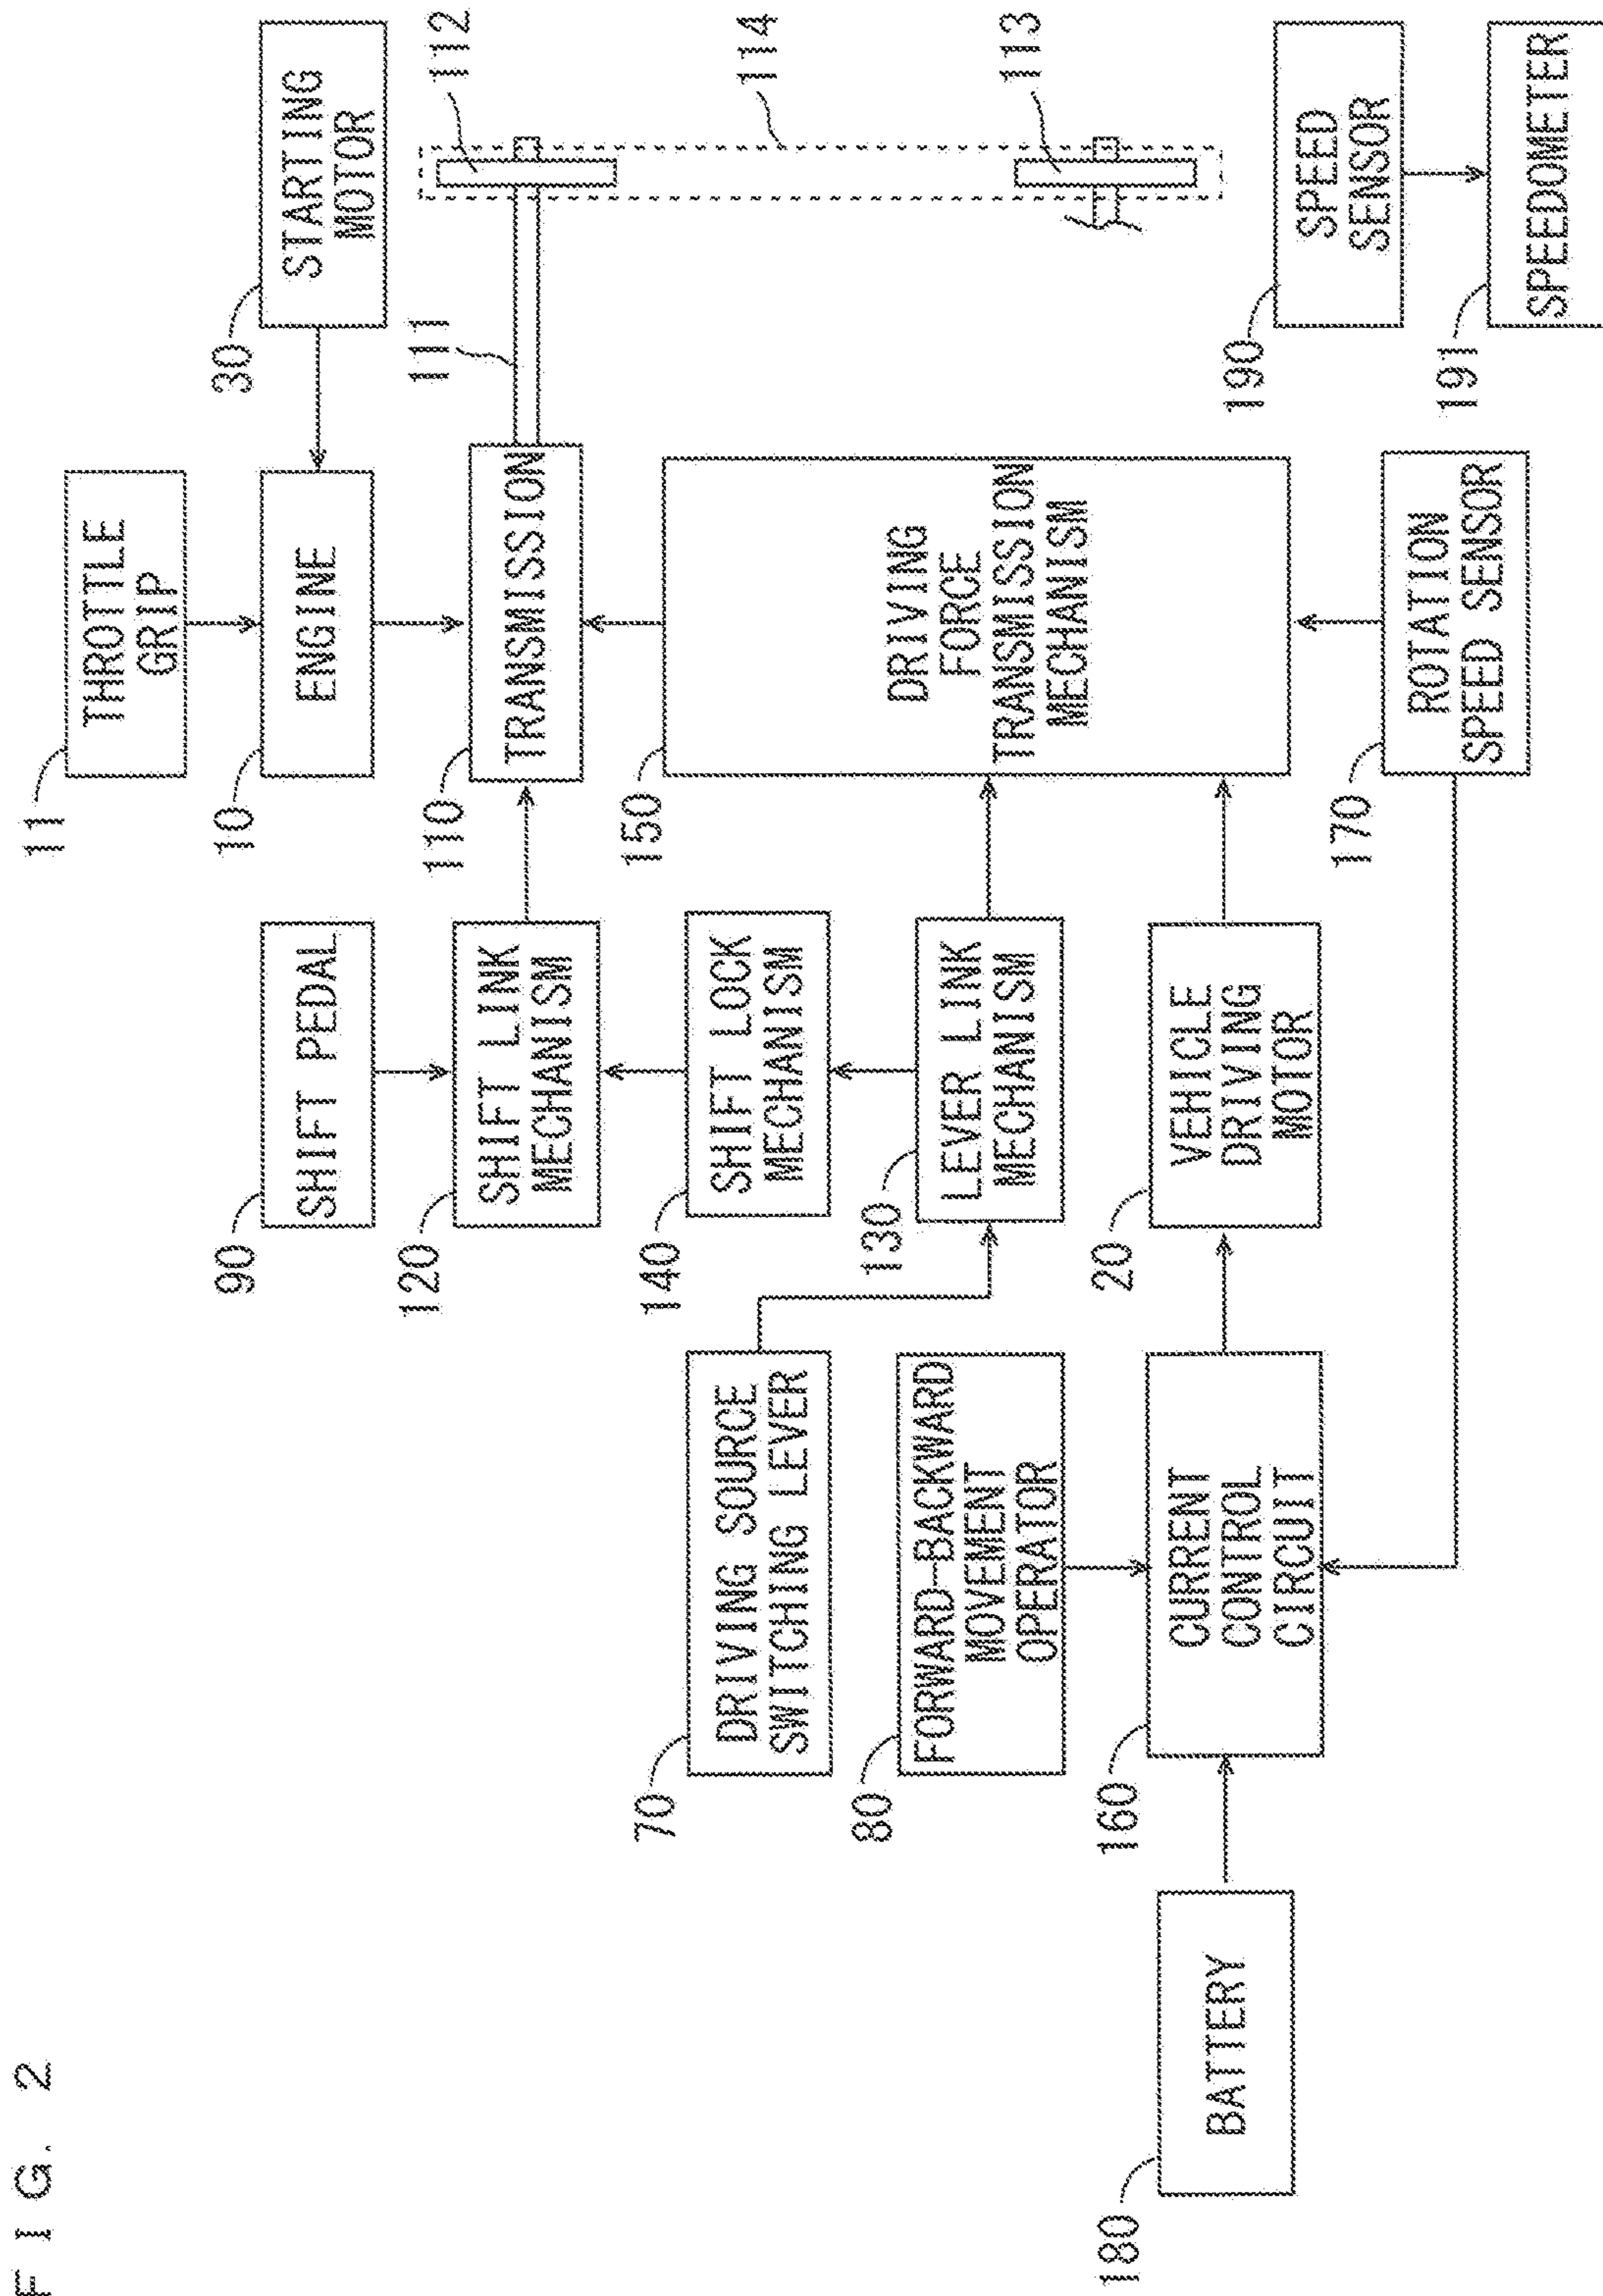 FIG. 2
11
THROTTLE
GRIP
30
STARTING
MOTOR
90
SHIFT PEDAL
10
ENGINE
111
112
120
SHIFT LINK
MECHANISM
110
TRANSMISSION
114
70
DRIVING SOURCE
SWITCHING LEVER
140
SHIFT LOCK
MECHANISM
150
DRIVING
FORCE
TRANSMISSION
MECHANISM
80
FORWARD-BACKWARD
MOVEMENT
OPERATOR
130
LEVER LINK
MECHANISM
113
180
BATTERY
160
CURRENT
CONTROL
CIRCUIT
20
VEHICLE
DRIVING
MOTOR
170
ROTATION
SPEED SENSOR
190
SPEED
SENSOR
191
SPEEDOMETER